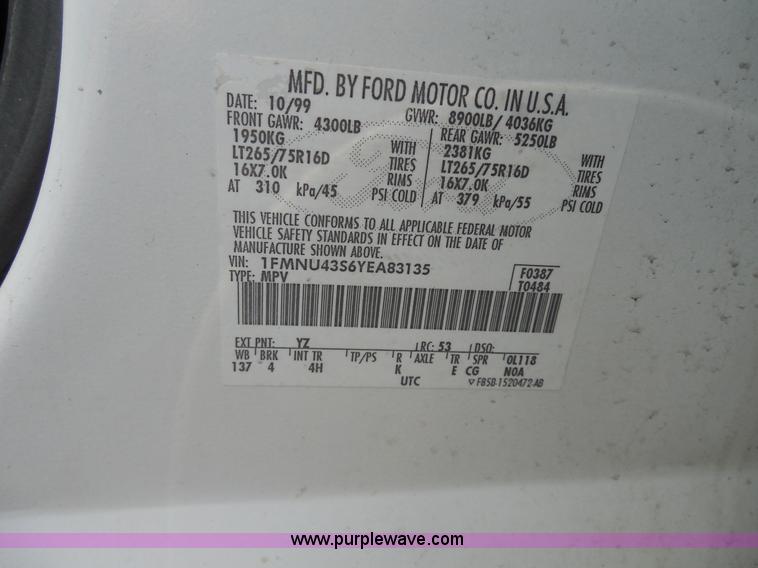 MFD. BY FORD MOTOR CO. IN U.S.A.
DATE: 10/99 GVWR: 8900LB/ 4036KG
FRONT GAWR: 4300LB REAR GAWR: 5250LB
1950KG WITH 2381KG WITH
LT265/75R16D TIRES LT265/75R16D TIRES
16X7.0K RIMS 16X7.0K RIMS
AT 310 kPa/45 PSI COLD AT 379 kPa/55 PSI COLD
THIS VEHICLE CONFORMS TO ALL APPLICABLE FEDERAL MOTOR
VEHICLE SAFETY STANDARDS IN EFFECT ON THE DATE OF
MANUFACTURE SHOWN ABOVE.
VIN: 1FMNU43S6YEA83135 F0387
TYPE: MPV T0484
EXT PNT: YZ RC: 53 DSO:
WB BRK INT TR TP/PS R AXLE TR SPR OL118
137 4 4H K E CG NOA
UTC ▽ F85B-1520472-AB
www.purplewave.com